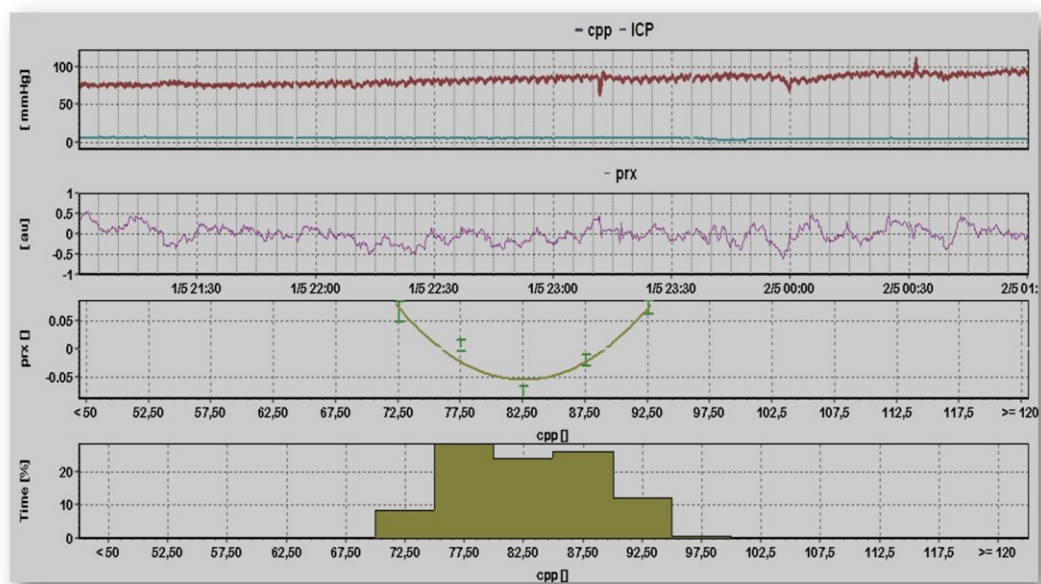 cpp - ICP
[ mmHg]
100
50
0
prx
[au]
1
0.5
0
-0.5
-1
1/5 21:30 1/5 22:00 1/5 22:30 1/5 23:00 1/5 23:30 2/5 00:00 2/5 00:30 2/5 01:
prx []
0.05
0
-0.05
< 50 52,50 57,50 62,50 67,50 72,50 77,50 82,50 87,50 92,50 97,50 102,5 107,5 112,5 117,5 >= 120
cpp []
Time [%]
20
10
0
< 50 52,50 57,50 62,50 67,50 72,50 77,50 82,50 87,50 92,50 97,50 102,5 107,5 112,5 117,5 >= 120
cpp []